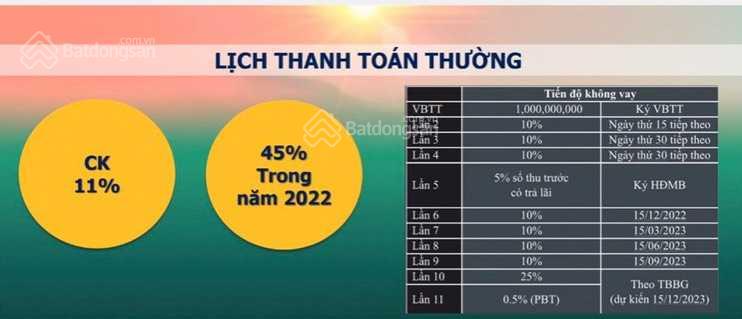 Batdongsan
.com.vn
LỊCH THANH TOÁN THƯỜNG
CK
11%
45%
Trong
năm 2022
Batdongsan
Tiến độ không vay
VBTT 1,000,000,000 Ký VBTT
Lần 2 10% Ngày thứ 15 tiếp theo
Lần 3 10% Ngày thứ 30 tiếp theo
Lần 4 10% Ngày thứ 30 tiếp theo
Lần 5 5% số thu trước có trả lãi Ký HĐMB
Lần 6 10% 15/12/2022
Lần 7 10% 15/03/2023
Lần 8 10% 15/06/2023
Lần 9 10% 15/09/2023
Lần 10 25% Theo TBBG
Lần 11 0.5% (PBT) (dự kiến 15/12/2023)